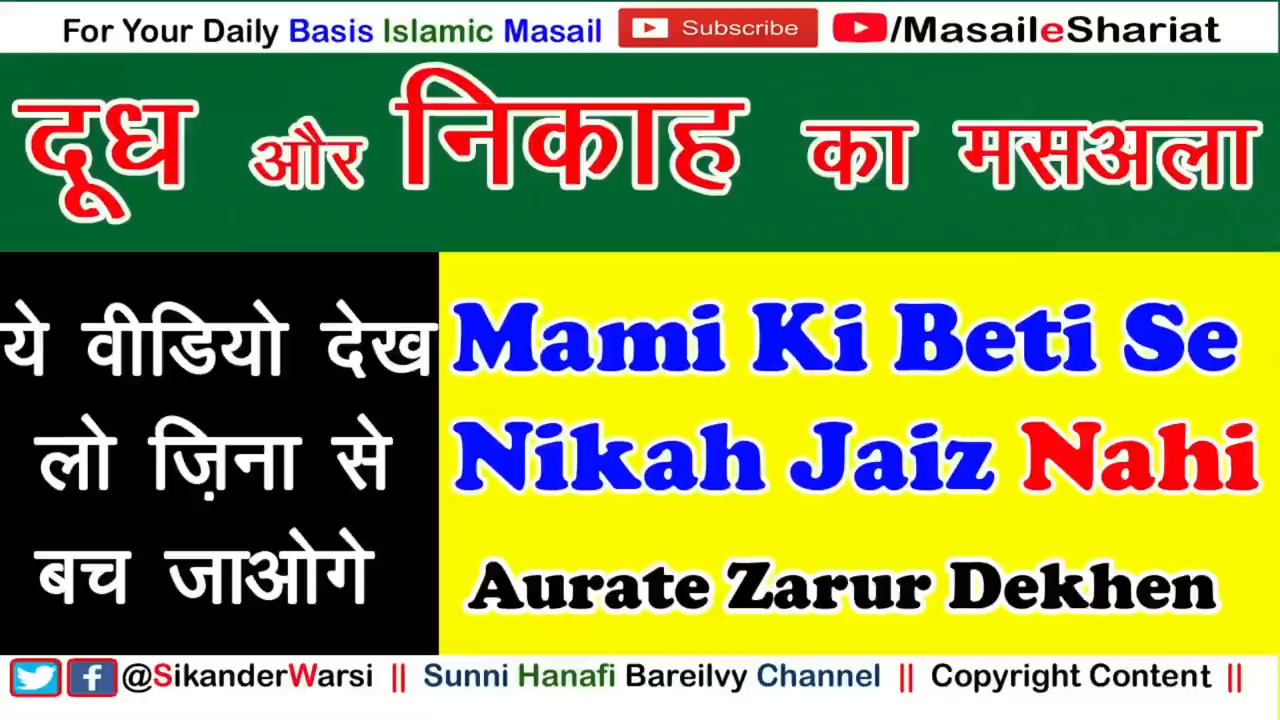 For Your Daily Basis Islamic Masail Subscribe /MasaileShariat
दूध और निकाह का मसअला
ये वीडियो देख
लो ज़िना से
बच जाओगे
Mami Ki Beti Se
Nikah Jaiz Nahi
Aurate Zarur Dekhen
@SikanderWarsi || Sunni Hanafi Bareilvy Channel || Copyright Content ||